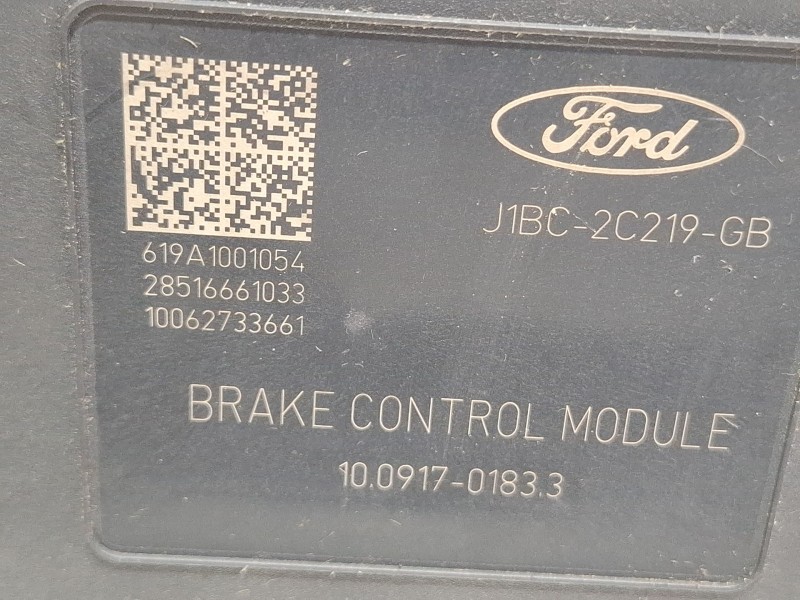 Ford
J1BC-2C219-GB
619A1001054
28516661033
10062733661
BRAKE CONTROL MODULE
10.0917-0183.3